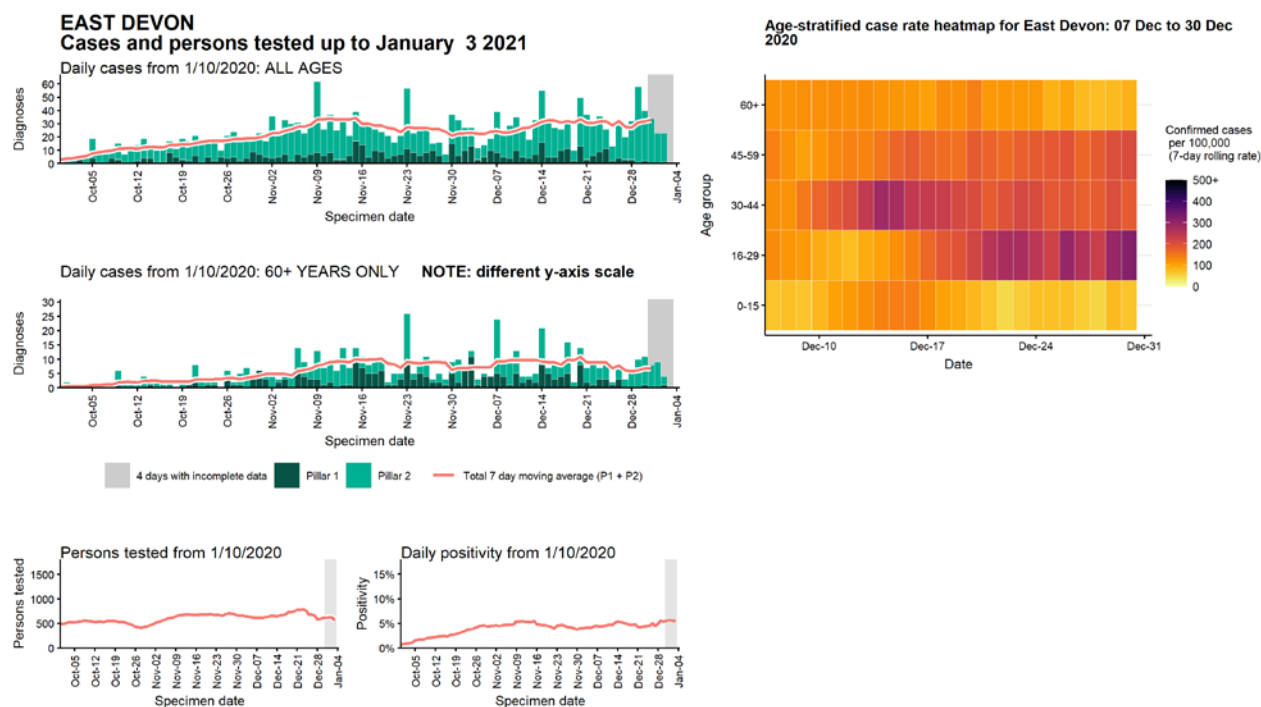 EAST DEVON
Cases and persons tested up to January 3 2021
Daily cases from 1/10/2020: ALL AGES
Diagnoses
60
50
40
30
20
10
0
Oct-05 Oct-12 Oct-19 Oct-26 Nov-02 Nov-09 Nov-16 Nov-23 Nov-30 Dec-07 Dec-14 Dec-21 Dec-28 Jan-04
Specimen date
Daily cases from 1/10/2020: 60+ YEARS ONLY NOTE: different y-axis scale
Diagnoses
30
25
20
15
10
5
0
Oct-05 Oct-12 Oct-19 Oct-26 Nov-02 Nov-09 Nov-16 Nov-23 Nov-30 Dec-07 Dec-14 Dec-21 Dec-28 Jan-04
Specimen date
4 days with incomplete data Pillar 1 Pillar 2 Total 7 day moving average (P1 + P2)
Persons tested from 1/10/2020
Persons tested
1500
1000
500
0
Oct-05 Oct-12 Oct-19 Oct-26 Nov-02 Nov-09 Nov-16 Nov-23 Nov-30 Dec-07 Dec-14 Dec-21 Dec-28 Jan-04
Specimen date
Daily positivity from 1/10/2020
Positivity
15%
10%
5%
0%
Oct-05 Oct-12 Oct-19 Oct-26 Nov-02 Nov-09 Nov-16 Nov-23 Nov-30 Dec-07 Dec-14 Dec-21 Dec-28 Jan-04
Specimen date
Age-stratified case rate heatmap for East Devon: 07 Dec to 30 Dec
2020
Age group
60+
45-59
30-44
16-29
0-15
Dec-10 Dec-17 Dec-24 Dec-31
Date
Confirmed cases
per 100,000
(7-day rolling rate)
500+
400
300
200
100
0